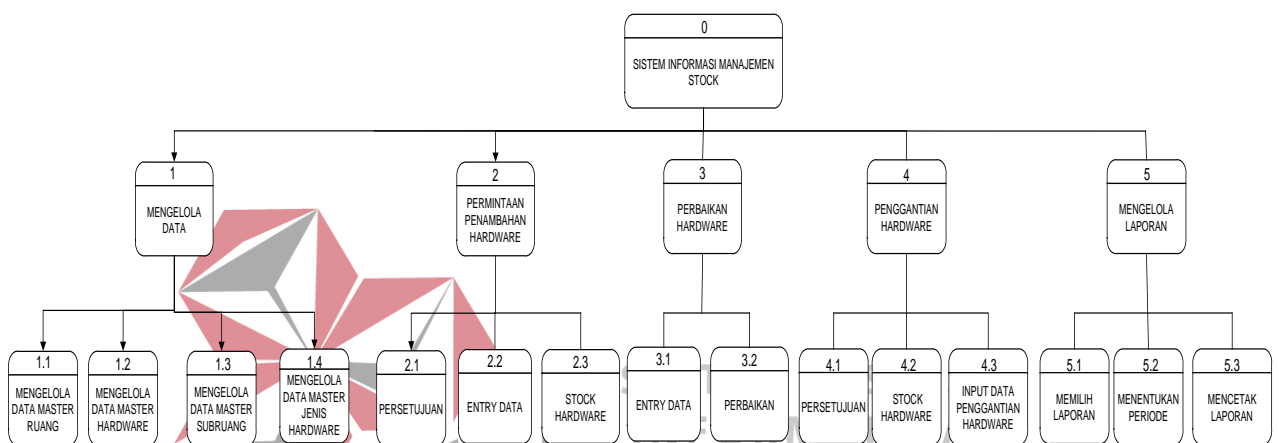 0
SISTEM INFORMASI MANAJEMEN
STOCK
1
MENGELOLA
DATA
2
PERMINTAAN
PENAMBAHAN
HARDWARE
3
PERBAIKAN
HARDWARE
4
PENGGANTIAN
HARDWARE
5
MENGELOLA
LAPORAN
1.1
MENGELOLA
DATA MASTER
RUANG
1.2
MENGELOLA
DATA MASTER
HARDWARE
1.3
MENGELOLA
DATA MASTER
SUBRUANG
1.4
MENGELOLA
DATA MASTER
JENIS
HARDWARE
2.1
PERSETUJUAN
2.2
ENTRY DATA
2.3
STOCK
HARDWARE
3.1
ENTRY DATA
3.2
PERBAIKAN
4.1
PERSETUJUAN
4.2
STOCK
HARDWARE
4.3
INPUT DATA
PENGGANTIAN
HARDWARE
5.1
MEMILIH
LAPORAN
5.2
MENENTUKAN
PERIODE
5.3
MENCETAK
LAPORAN